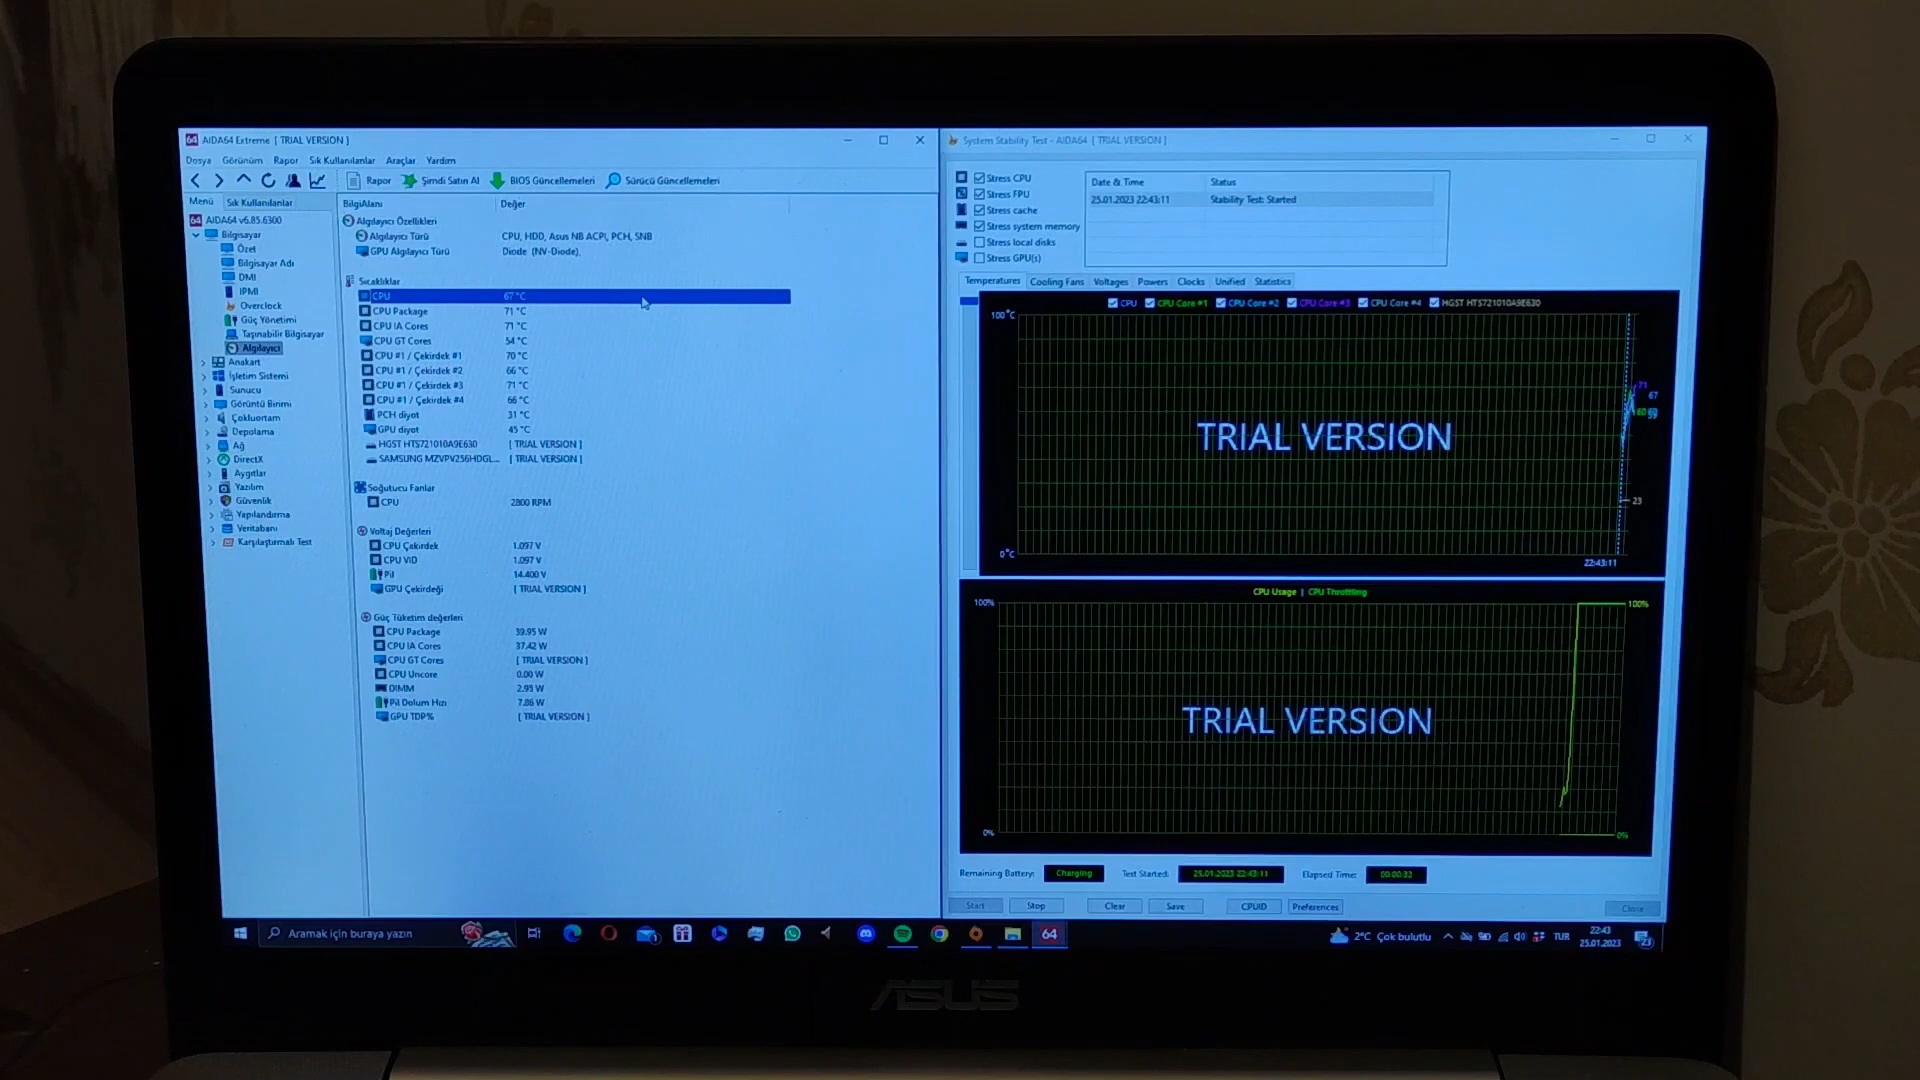 AIDA64 Extreme [ TRIAL VERSION ]
Dosya Görünüm Rapor Sık Kullanılanlar Araçlar Yardım
Rapor Şimdi Satın Al BIOS Güncellemeleri Sürücü Güncellemeleri
Menü Sık Kullanılanlar
AIDA64 v6.85.6300
Bilgisayar
Özet
Bilgisayar Adı
DMI
IPMI
Overclock
Güç Yönetimi
Taşınabilir Bilgisayar
Algılayıcı
Anakart
İşletim Sistemi
Sunucu
Görüntü Birimi
Çokluortam
Depolama
Ağ
DirectX
Aygıtlar
Yazılım
Güvenlik
Yapılandırma
Veritabanı
Karşılaştırmalı Test
BilgiAlanı Değer
Algılayıcı Özellikleri
Algılayıcı Türü CPU, HDD, Asus NB ACPI, PCH, SNB
GPU Algılayıcı Türü Diode (NV-Diode),
Sıcaklıklar
CPU 67 °C
CPU Package 71 °C
CPU IA Cores 71 °C
CPU GT Cores 54 °C
CPU #1 / Çekirdek #1 70 °C
CPU #1 / Çekirdek #2 66 °C
CPU #1 / Çekirdek #3 71 °C
CPU #1 / Çekirdek #4 66 °C
PCH diyot 31 °C
GPU diyot 45 °C
HGST HTS721010A9E630 [ TRIAL VERSION ]
SAMSUNG MZVPV256HDGL... [ TRIAL VERSION ]
Soğutucu Fanlar
CPU 2800 RPM
Voltaj Değerleri
CPU Çekirdek 1.097 V
CPU VID 1.097 V
Pil 14.400 V
GPU Çekirdeği [ TRIAL VERSION ]
Güç Tüketim değerleri
CPU Package 39.95 W
CPU IA Cores 37.42 W
CPU GT Cores [ TRIAL VERSION ]
CPU Uncore 0.00 W
DIMM 2.95 W
Pil Dolum Hızı 7.86 W
GPU TDP% [ TRIAL VERSION ]
System Stability Test - AIDA64 [ TRIAL VERSION ]
Stress CPU
Stress FPU
Stress cache
Stress system memory
Stress local disks
Stress GPU(s)
Date & Time Status
25.01.2023 22:43:11 Stability Test: Started
Temperatures Cooling Fans Voltages Powers Clocks Unified Statistics
CPU CPU Core #1 CPU Core #2 CPU Core #3 CPU Core #4 HGST HTS721010A9E630
100°C
71
67
23
0°C
22:43:11
TRIAL VERSION
CPU Usage | CPU Throttling
100% 100%
TRIAL VERSION
0% 0%
Remaining Battery: Charging Test Started: 25.01.2023 22:43:11 Elapsed Time: 00:00:32
Start Stop Clear Save CPUID Preferences Close
Aramak için buraya yazın
64
2°C Çok bulutlu TUR 22:43
25.01.2023
ASUS